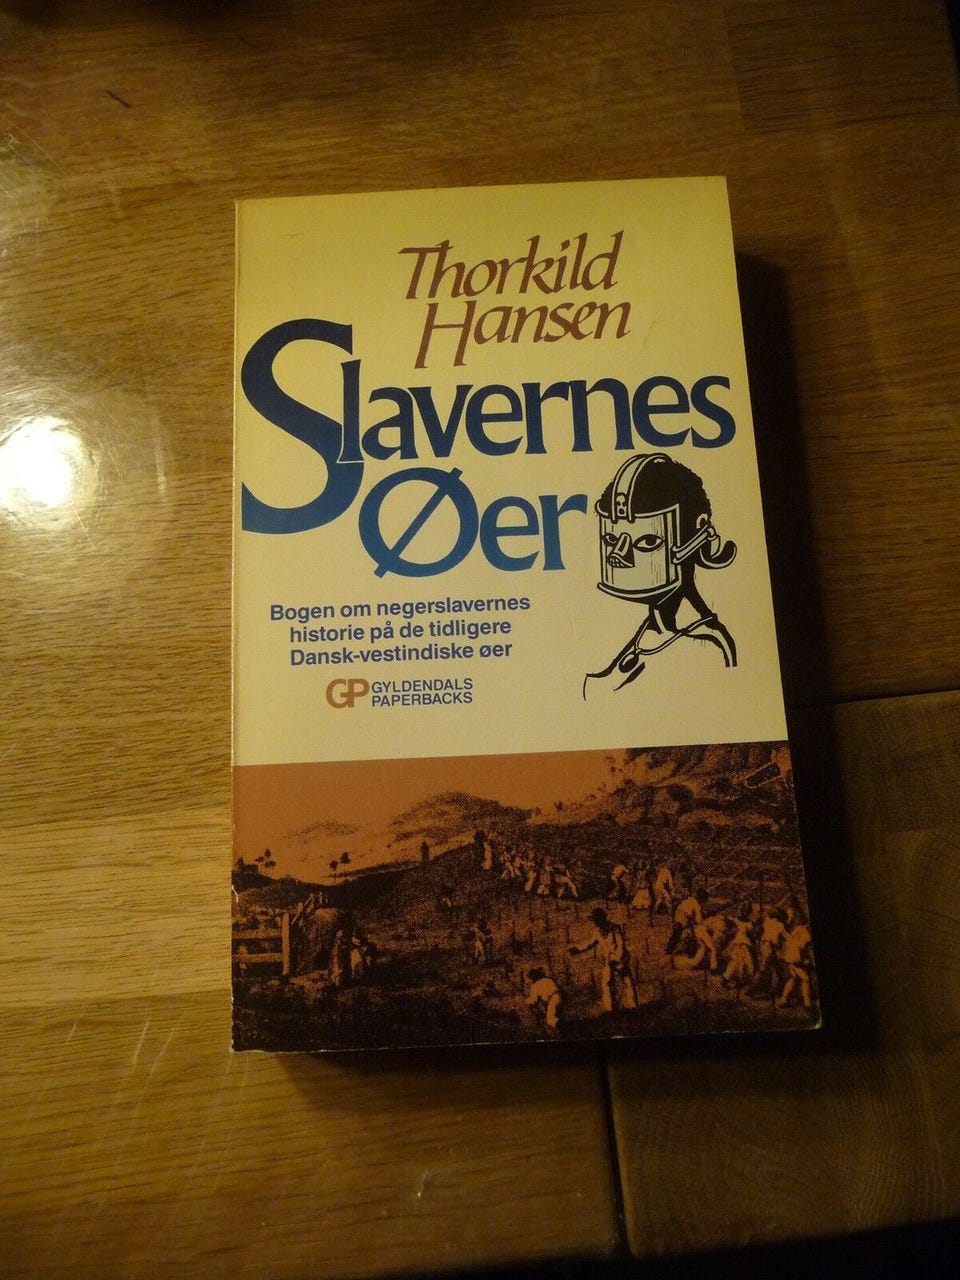 Thorkild
Hansen
Slavernes
Øer
Bogen om negerslavernes
historie på de tidligere
Dansk-vestindiske øer
GP GYLDENDALS
PAPERBACKS